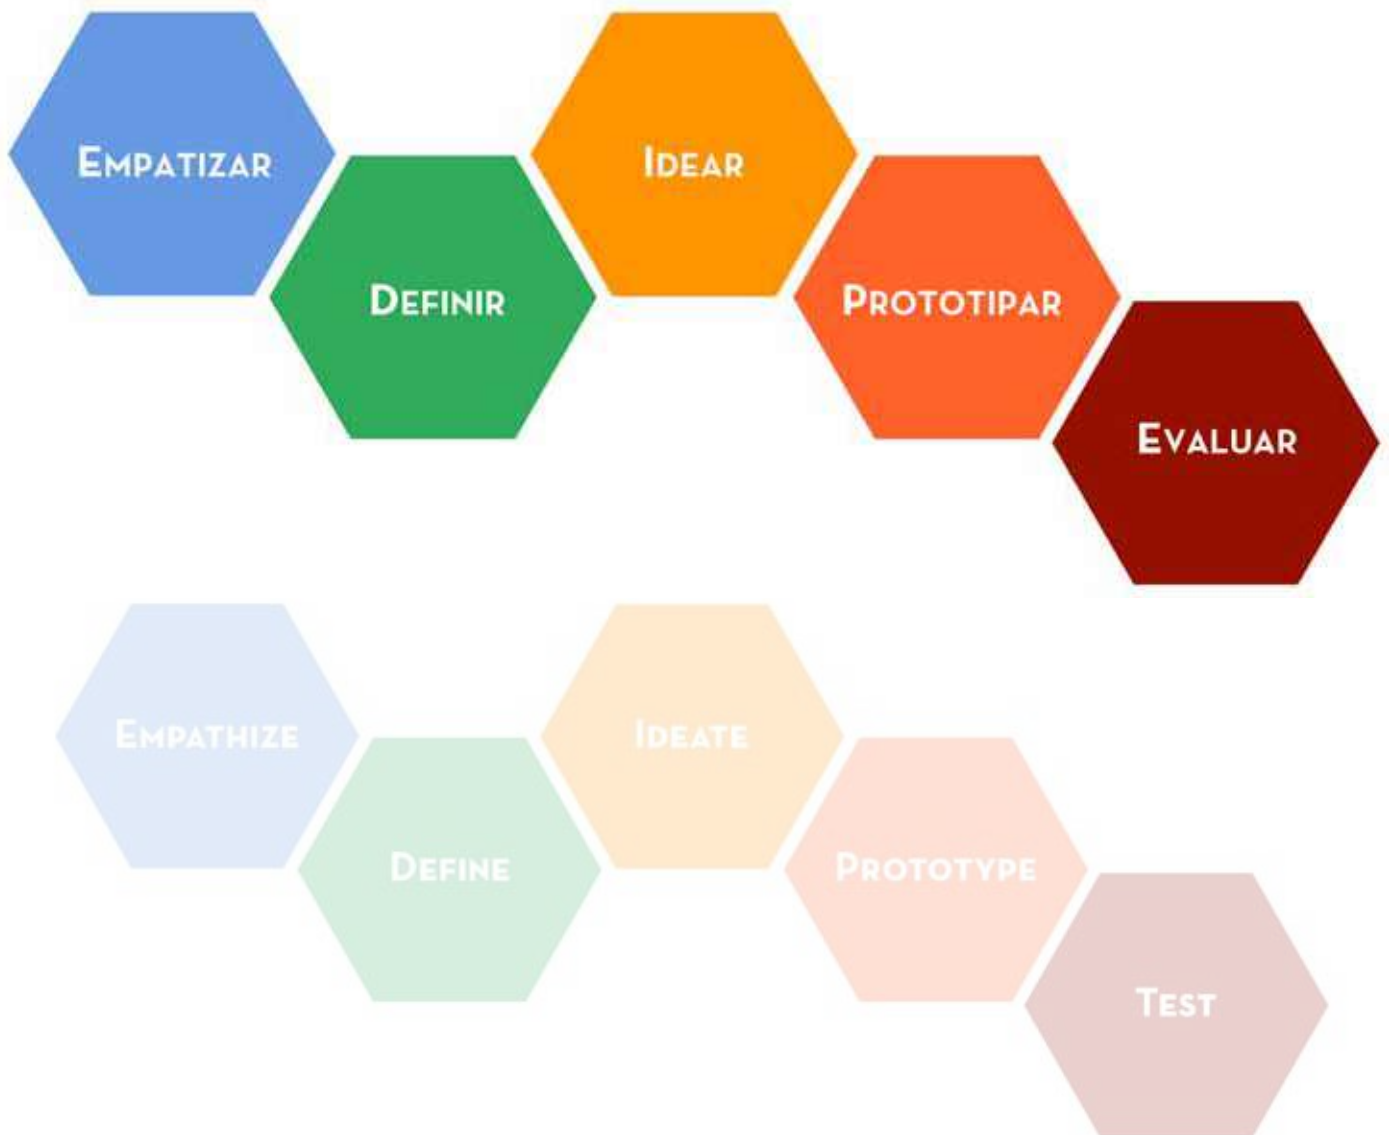 EMPATIZAR
DEFINIR
IDEAR
PROTOTIPAR
EVALUAR
EMPATHIZE
DEFINE
IDEATE
PROTOTYPE
TEST